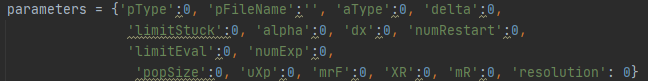 parameters = {'pType':0, 'pFileName':'', 'aType':0, 'delta':0,
'limitStuck':0, 'alpha':0, 'dx':0, 'numRestart':0,
'limitEval':0, 'numExp':0,
'popSize':0, 'uXp':0, 'mrF':0, 'XR':0, 'mR':0, 'resolution': 0}